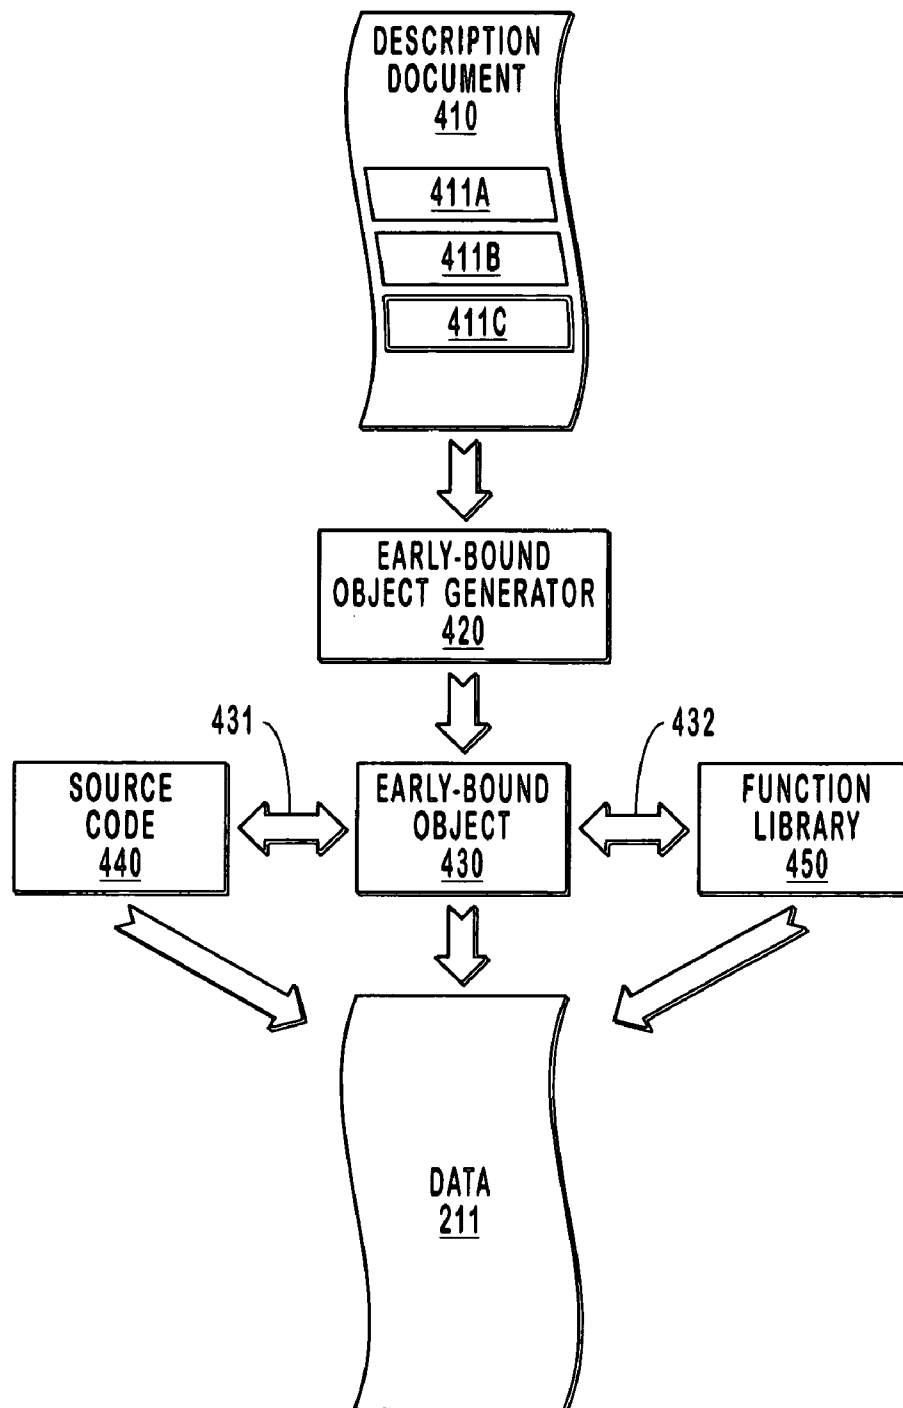 DESCRIPTION
DOCUMENT
410
411A
411B
411C
EARLY-BOUND
OBJECT GENERATOR
420
431
432
SOURCE
CODE
440
EARLY-BOUND
OBJECT
430
FUNCTION
LIBRARY
450
DATA
211